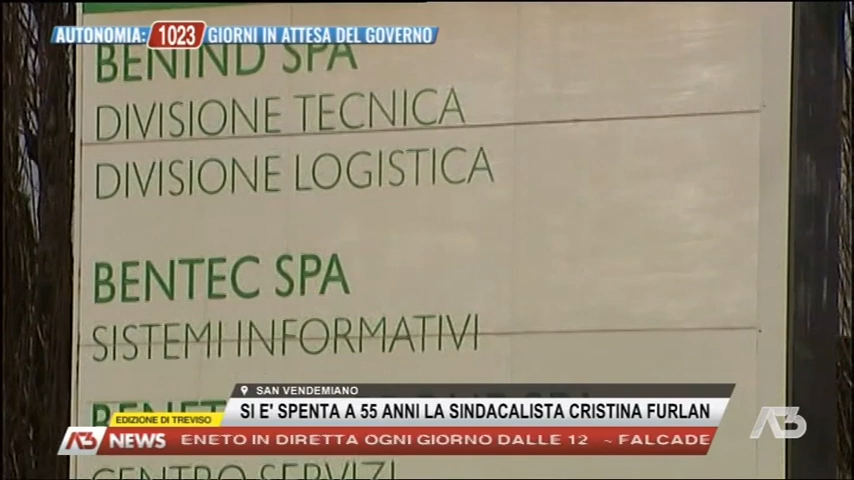 AUTONOMIA: 1023 GIORNI IN ATTESA DEL GOVERNO
BENIND SPA
DIVISIONE TECNICA
DIVISIONE LOGISTICA
BENTEC SPA
SISTEMI INFORMATIVI
SAN VENDEMIANO
SI E' SPENTA A 55 ANNI LA SINDACALISTA CRISTINA FURLAN
EDIZIONE DI TREVISO
A3 NEWS ENETO IN DIRETTA OGNI GIORNO DALLE 12 ~ FALCADE
A3
CENTRO SERVIZI